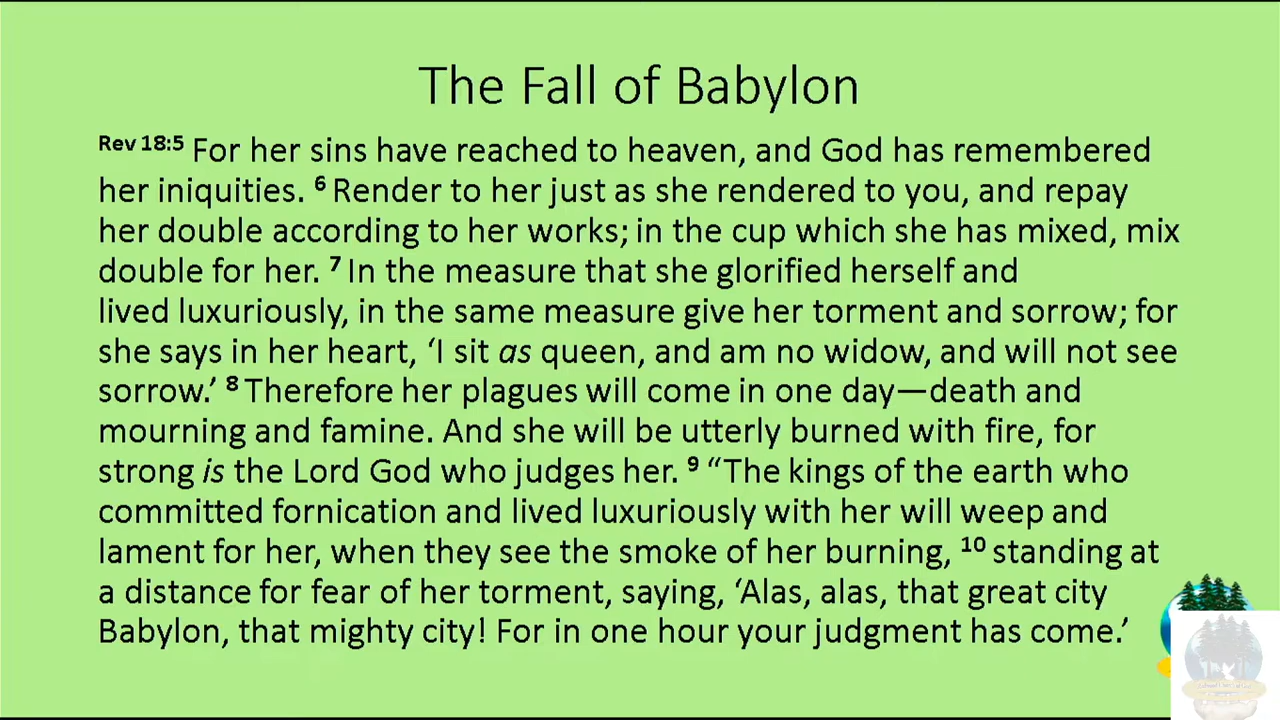 The Fall of Babylon
Rev 18:5 For her sins have reached to heaven, and God has remembered
her iniquities. 6 Render to her just as she rendered to you, and repay
her double according to her works; in the cup which she has mixed, mix
double for her. 7 In the measure that she glorified herself and
lived luxuriously, in the same measure give her torment and sorrow; for
she says in her heart, ‘I sit as queen, and am no widow, and will not see
sorrow.’ 8 Therefore her plagues will come in one day—death and
mourning and famine. And she will be utterly burned with fire, for
strong is the Lord God who judges her. 9 “The kings of the earth who
committed fornication and lived luxuriously with her will weep and
lament for her, when they see the smoke of her burning, 10 standing at
a distance for fear of her torment, saying, ‘Alas, alas, that great city
Babylon, that mighty city! For in one hour your judgment has come.’